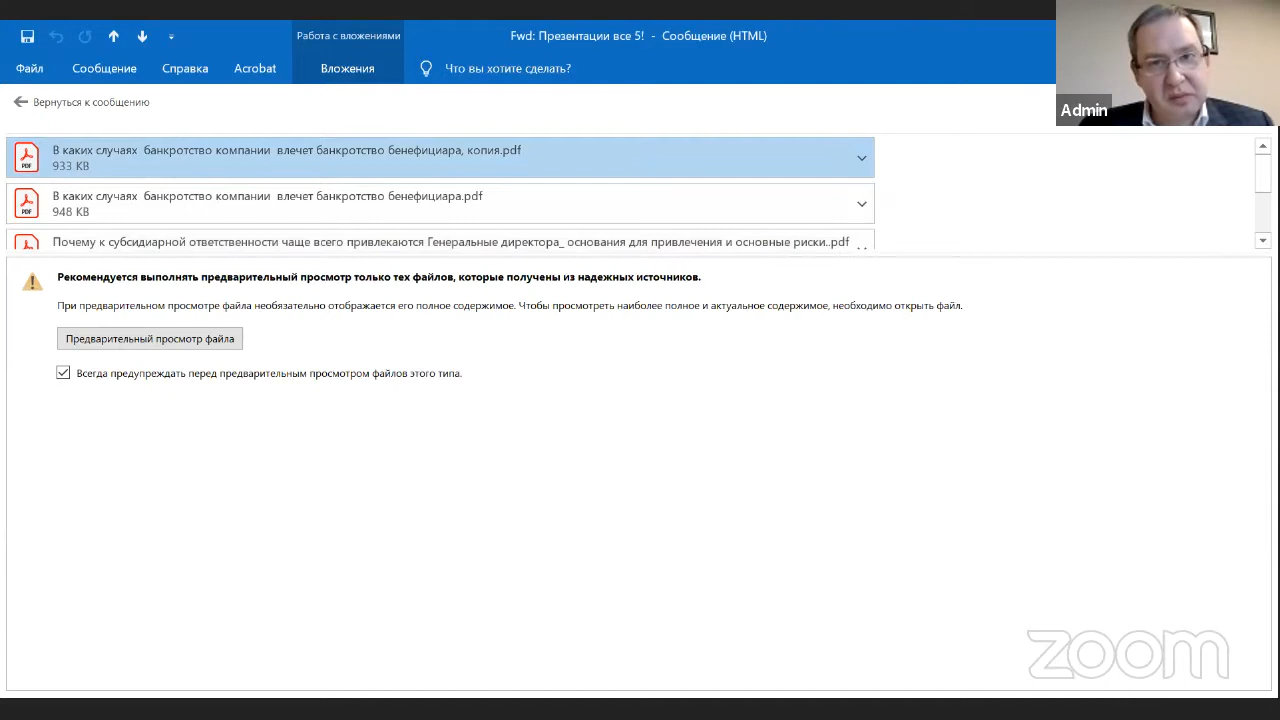 Работа с вложениями
Fwd: Презентации все 5! - Сообщение (HTML)
Файл
Сообщение
Справка
Acrobat
Вложения
Что вы хотите сделать?
Admin
Вернуться к сообщению
В каких случаях банкротство компании влечет банкротство бенефициара, копия.pdf
933 KB
В каких случаях банкротство компании влечет банкротство бенефициара.pdf
948 KB
Почему к субсидиарной ответственности чаще всего привлекаются Генеральные директора_ основания для привлечения и основные риски..pdf
PDF
PDF
Рекомендуется выполнять предварительный просмотр только тех файлов, которые получены из надежных источников.
При предварительном просмотре файла необязательно отображается его полное содержимое. Чтобы просмотреть наиболее полное и актуальное содержимое, необходимо открыть файл.
Предварительный просмотр файла
Всегда предупреждать перед предварительным просмотром файлов этого типа.
zoom